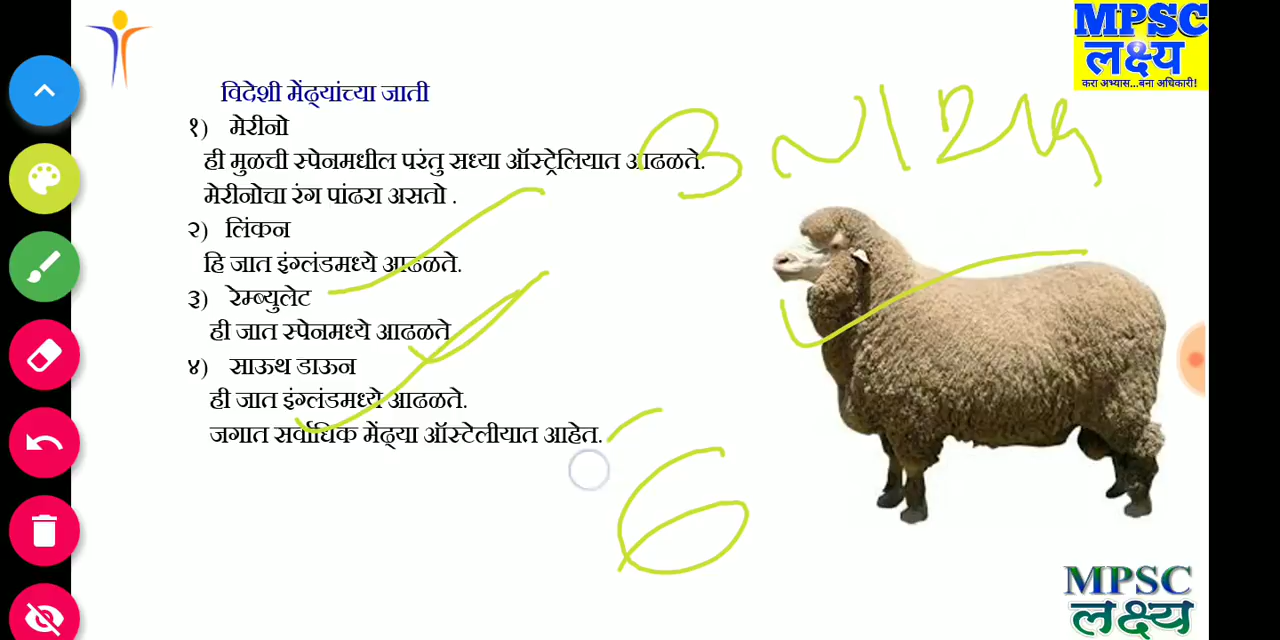 MPSC
लक्ष्य
करा अभ्यास...बना अधिकारी!
विदेशी मेंढ्यांच्या जाती
१) मेरीनो
ही मुळची स्पेनमधील परंतु सध्या ऑस्ट्रेलियात आढळते.
मेरीनोचा रंग पांढरा असतो .
२) लिंकन
हि जात इंग्लंडमध्ये आढळते.
३) रेम्ब्युलेट
ही जात स्पेनमध्ये आढळते
४) साऊथ डाऊन
ही जात इंग्लंडमध्ये आढळते.
जगात सर्वाधिक मेंढ्या ऑस्टेलीयात आहेत.
MPSC
लक्ष्य